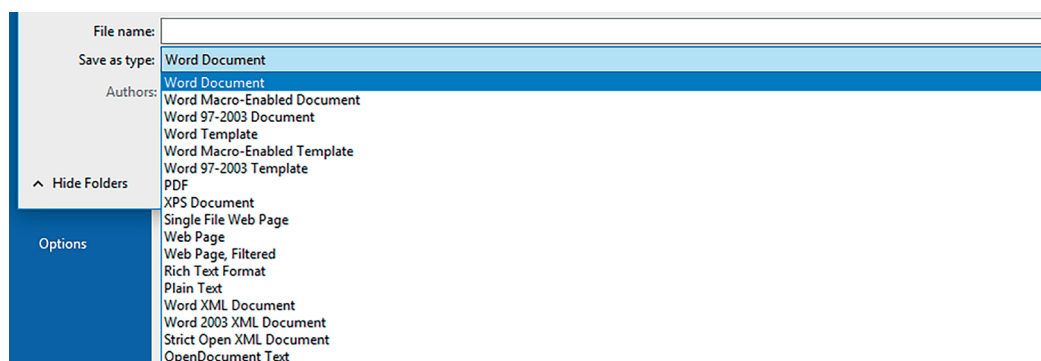 File name:
Save as type: Word Document
Authors:
Word Document
Word Macro-Enabled Document
Word 97-2003 Document
Word Template
Word Macro-Enabled Template
Word 97-2003 Template
Hide Folders
PDF
XPS Document
Single File Web Page
Options
Web Page
Web Page, Filtered
Rich Text Format
Plain Text
Word XML Document
Word 2003 XML Document
Strict Open XML Document
OpenDocument Text